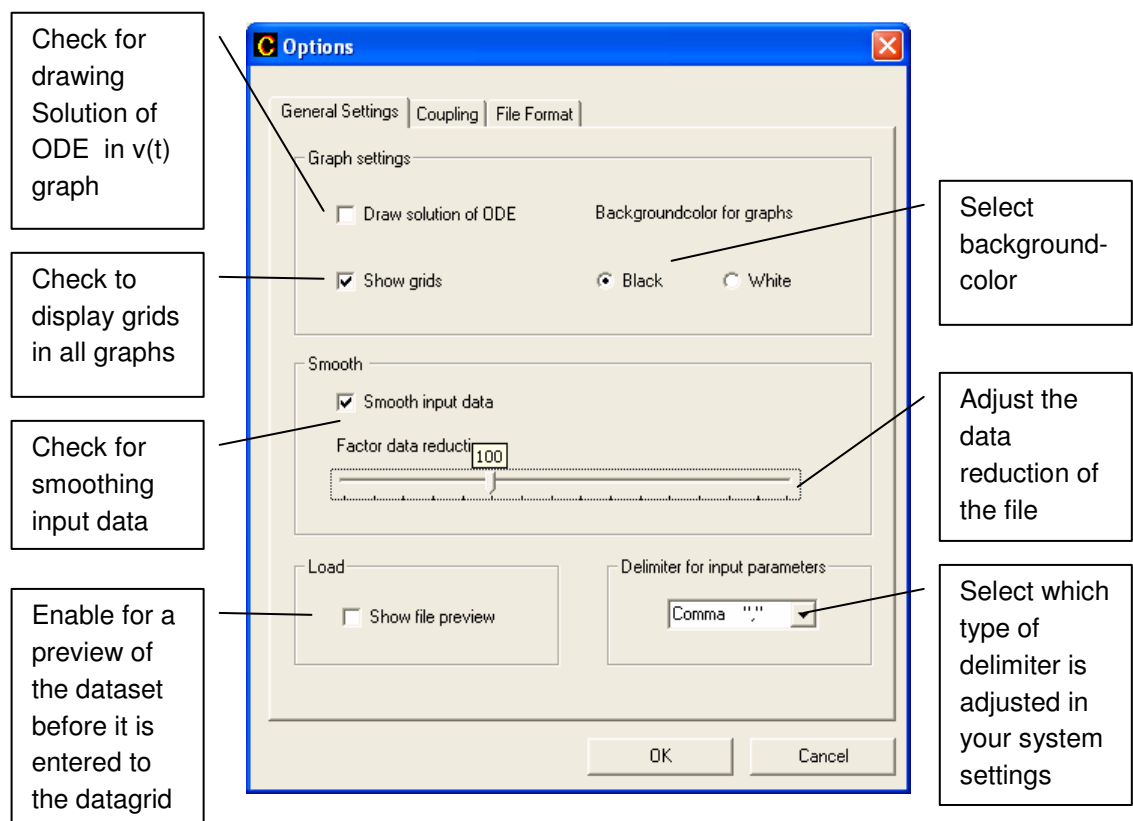 Check for
drawing
Solution of
ODE in v(t)
graph
Check to
display grids
in all graphs
Check for
smoothing
input data
Enable for a
preview of
the dataset
before it is
entered to
the datagrid
C Options
General Settings Coupling File Format
Graph settings
Draw solution of ODE Backgroundcolor for graphs
Show grids Black White
Smooth
Smooth input data
Factor data reducti
100
Load Delimiter for input parameters
Show file preview Comma ","
OK Cancel
Select
background-
color
Adjust the
data
reduction of
the file
Select which
type of
delimiter is
adjusted in
your system
settings